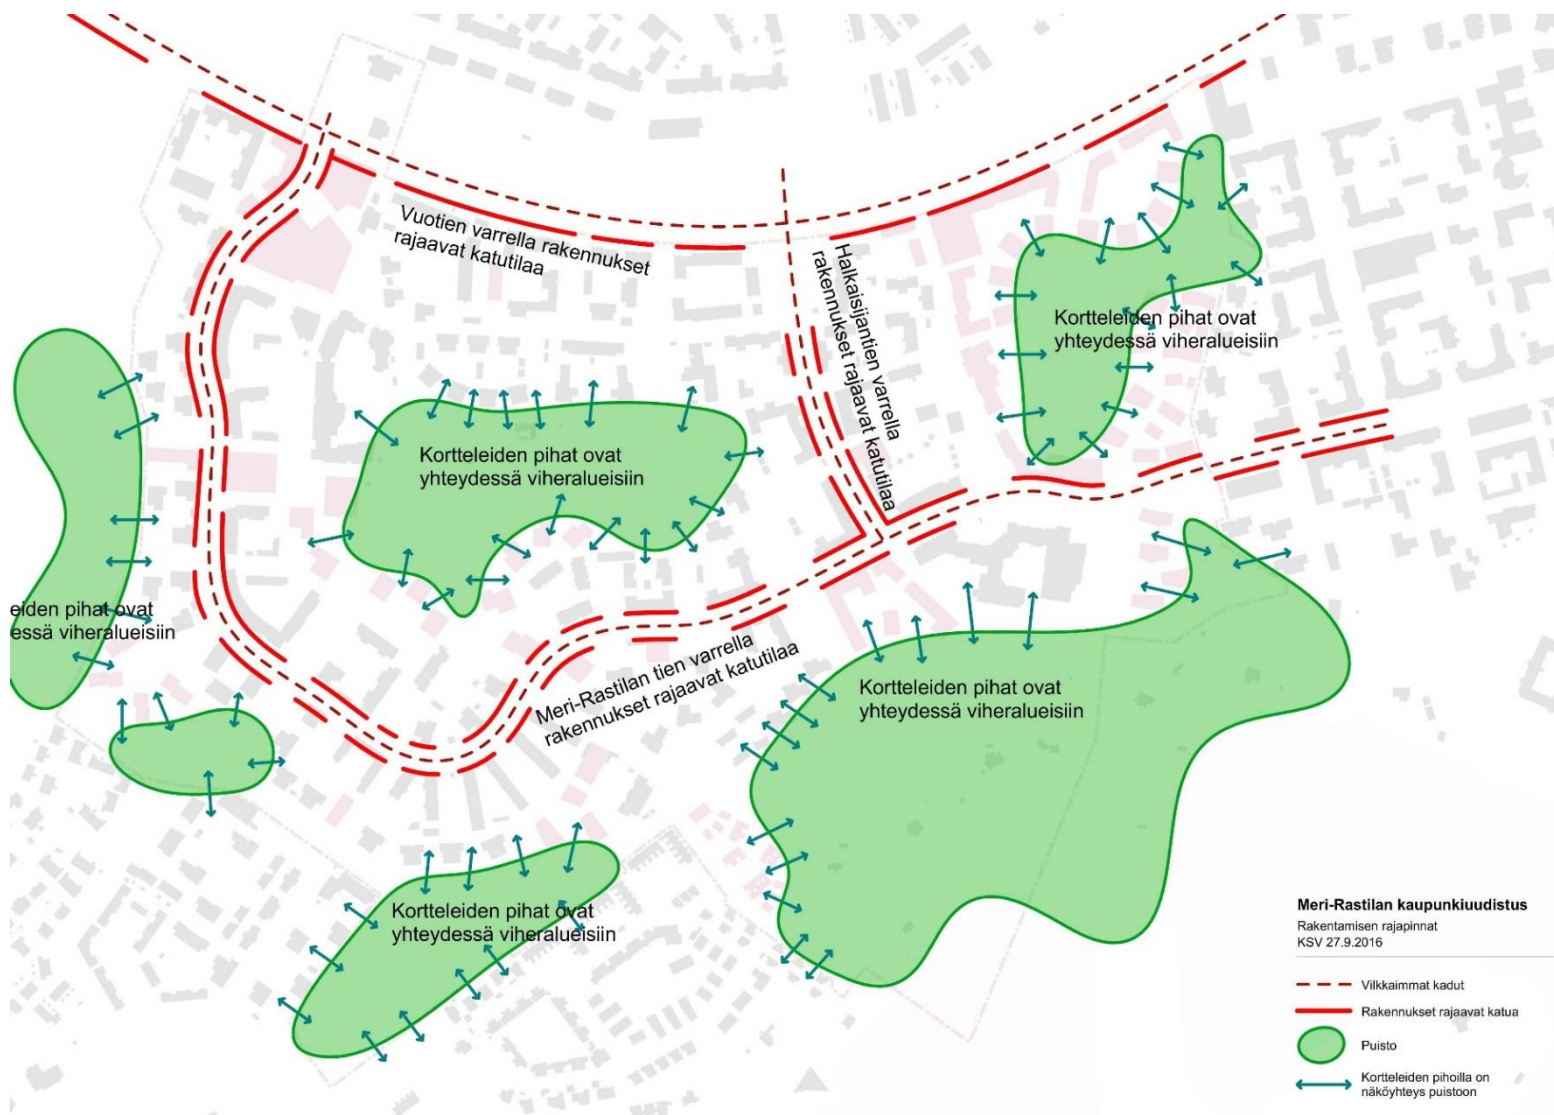 Vuotien varrella rakennukset
rajaavat katutilaa
Halkaisijantien varrella
rakennukset rajaavat katutilaa
Kortteleiden pihat ovat
yhteydessä viheralueisiin
Kortteleiden pihat ovat
yhteydessä viheralueisiin
eiden pihat ovat
essä viheralueisiin
Meri-Rastilan tien varrella
rakennukset rajaavat katutilaa
Kortteleiden pihat ovat
yhteydessä viheralueisiin
Kortteleiden pihat ovat
yhteydessä viheralueisiin
Meri-Rastilan kaupunkiuudistus
Rakentamisen rajapinnat
KSV 27.9.2016
Vilkkaimmat kadut
Rakennukset rajaavat katua
Puisto
Kortteleiden pihoilla on
näköyhteys puistoon